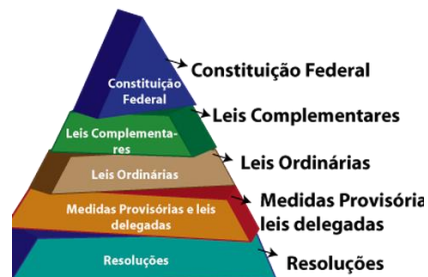 Constituição
Federal
Constituição Federal
Leis Complementa-
res
Leis Complementares
Leis Ordinárias
Leis Ordinárias
Medidas Provisórias e leis
delegadas
Medidas Provisória
leis delegadas
Resoluções
Resoluções